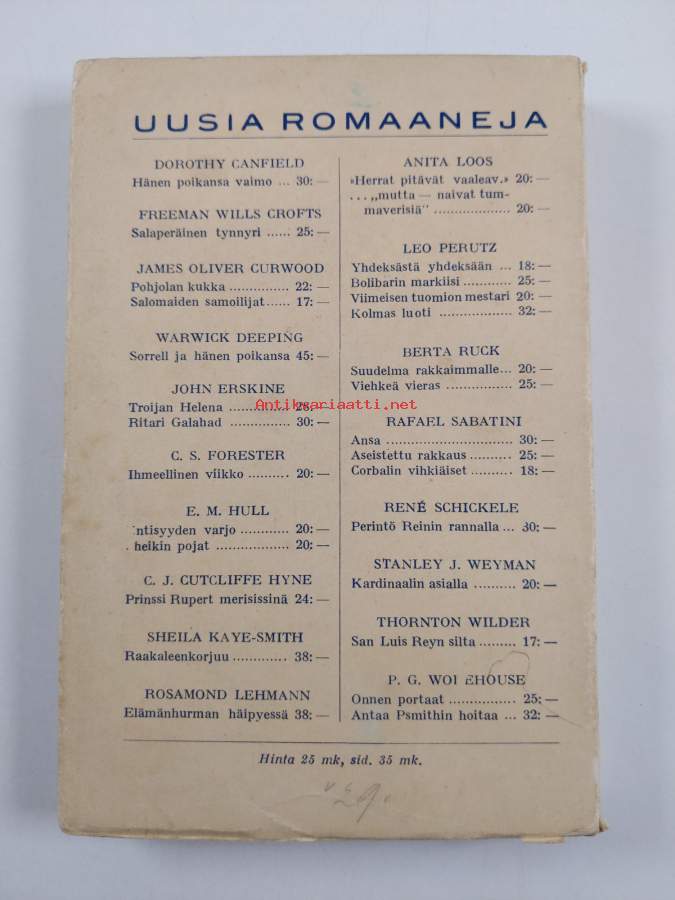 UUSIA ROMAANEJA
DOROTHY CANFIELD
Hänen poikansa vaimo ... 30: —
FREEMAN WILLS CROFTS
Salaperäinen tynnyri ...... 25: —
JAMES OLIVER CURWOOD
Pohjolan kukka ............. 22: —
Salomaiden samoilijat ...... 17: —
WARWICK DEEPING
Sorrell ja hänen poikansa 45: —
JOHN ERSKINE
Troijan Helena ............. 28: —
Ritari Galahad ............. 30: —
C. S. FORESTER
Ihmeellinen viikko .......... 20: —
E. M. HULL
ntisyyden varjo ............ 20: —
heikin pojat .................. 20: —
C. J. CUTCLIFFE HYNE
Prinssi Rupert merisissinä 24: —
SHEILA KAYE-SMITH
Raakaleenkorjuu ............. 38: —
ROSAMOND LEHMANN
Elämänhurman häipyessä 38: —
ANITA LOOS
»Herrat pitävät vaaleav.» 20: —
...„mutta — naivat tum-
maverisiä" ................... 20: —
LEO PERUTZ
Yhdeksästä yhdeksään ... 18: —
Bolibarin markiisi ............ 25: —
Viimeisen tuomion mestari 20: —
Kolmas luoti .................. 32: —
BERTA RUCK
Suudelma rakkaimmalle... 20: —
Viehkeä vieras ................ 25: —
RAFAEL SABATINI
Ansa .............................. 30: —
Aseistettu rakkaus .......... 25: —
Corbalin vihkiäiset .......... 18: —
RENÉ SCHICKELE
Perintö Reinin rannalla ... 30: —
STANLEY J. WEYMAN
Kardinaalin asialla .......... 20: —
THORNTON WILDER
San Luis Reyn silta ......... 17: —
P. G. WODEHOUSE
Onnen portaat ................ 25: —
Antaa Psmithin hoitaa ... 32: —
Antikvariaatti.net
Hinta 25 mk, sid. 35 mk.